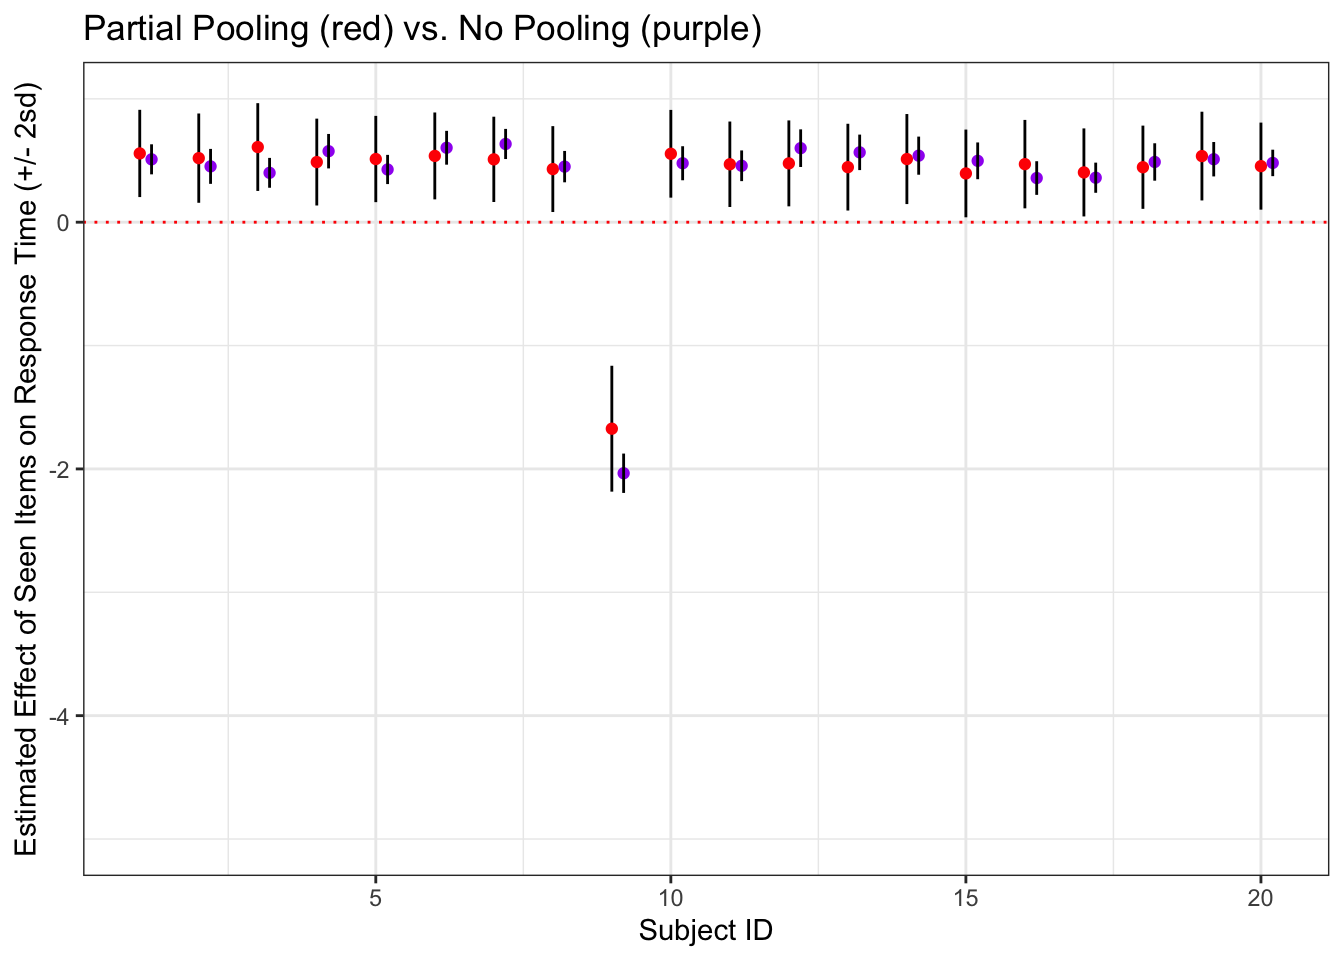 Partial Pooling (red) vs. No Pooling (purple)
Estimated Effect of Seen Items on Response Time (+/- 2sd)
0
-2
-4
5
10
15
20
Subject ID